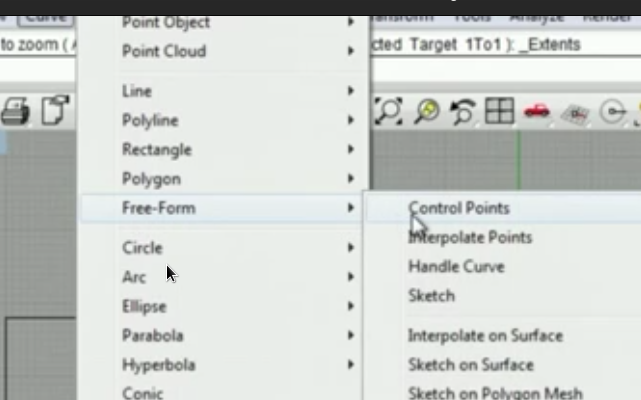 Curve
Transform Tools Analyze Render
Point Object
to zoom (
cted Target 1To1 ): _Extents
Point Cloud
Line
Polyline
Rectangle
Polygon
Free-Form
Control Points
Interpolate Points
Circle
Handle Curve
Arc
Sketch
Ellipse
Parabola
Interpolate on Surface
Hyperbola
Sketch on Surface
Conic
Sketch on Polygon Mesh